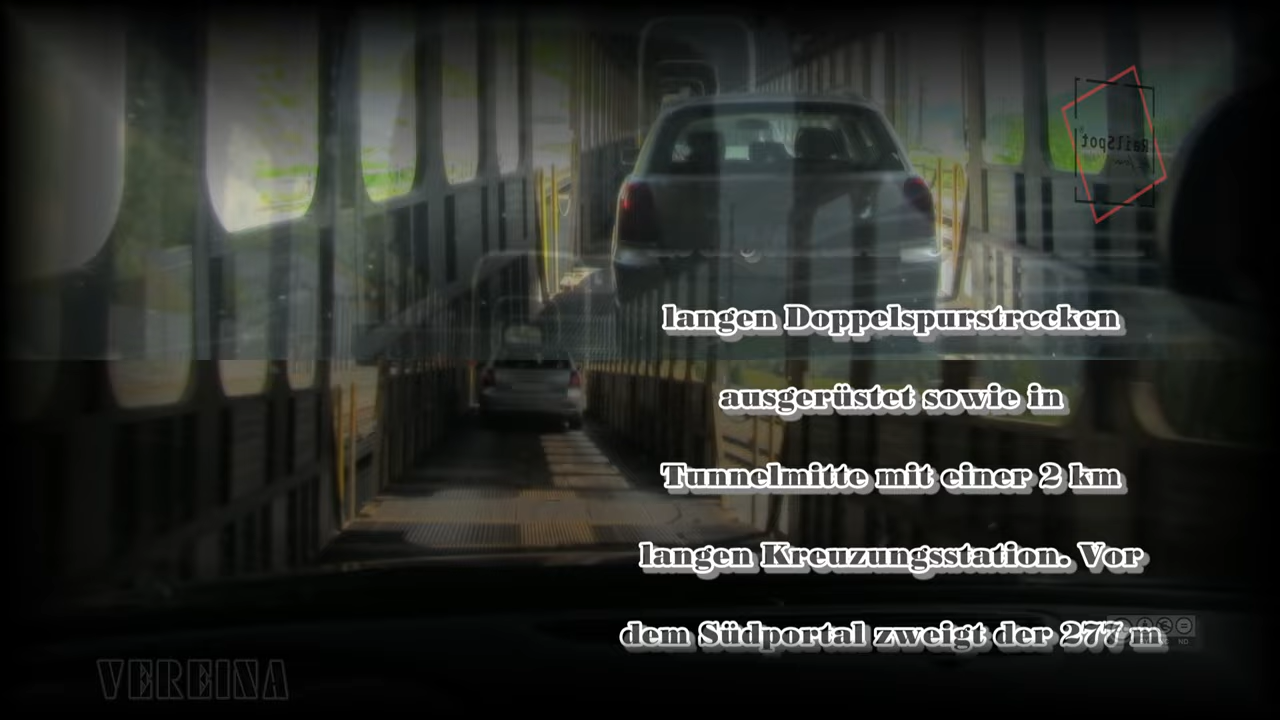 RailSpot
langen Doppelspurstrecken
ausgerüstet sowie in
Tunnelmitte mit einer 2 km
langen Kreuzungsstation. Vor
dem Südportal zweigt der 277 m
VEREINA